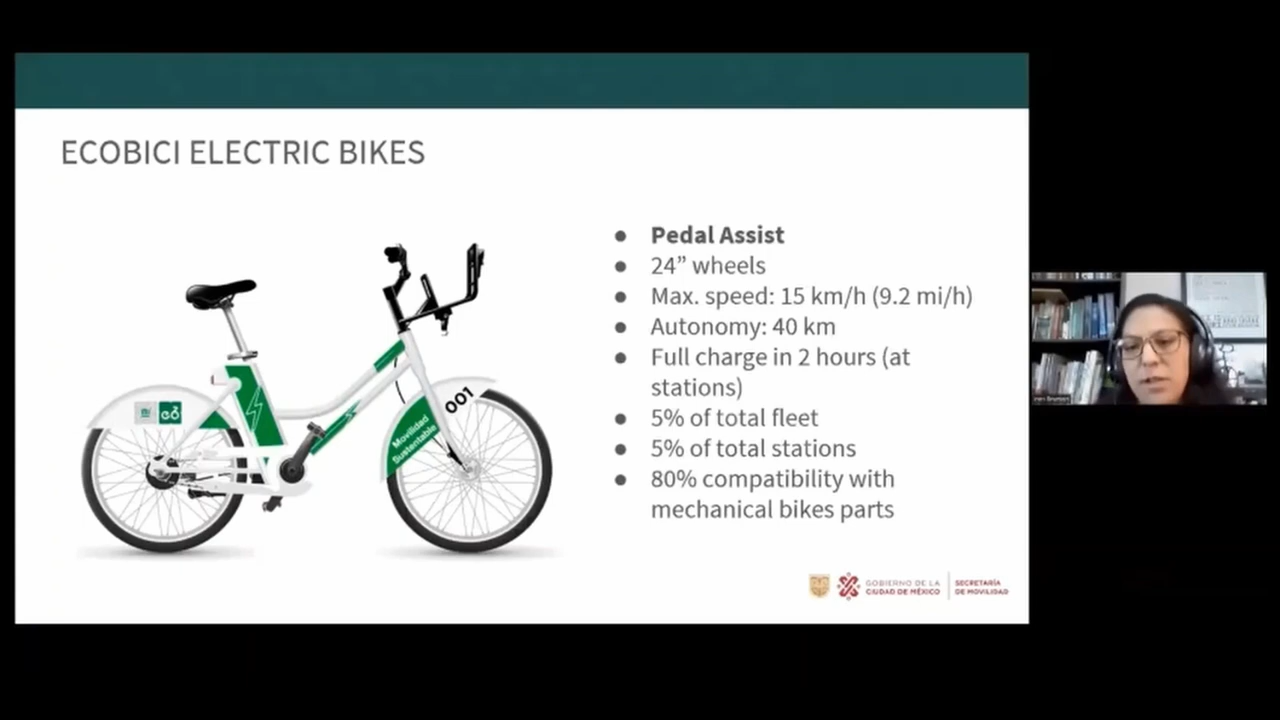 ECOBICI ELECTRIC BIKES
● Pedal Assist
● 24” wheels
● Max. speed: 15 km/h (9.2 mi/h)
● Autonomy: 40 km
● Full charge in 2 hours (at
stations)
● 5% of total fleet
● 5% of total stations
● 80% compatibility with
mechanical bikes parts
001
Movilidad
Sustentable
GOBIERNO DE LA
CIUDAD DE MÉXICO
SECRETARÍA
DE MOVILIDAD